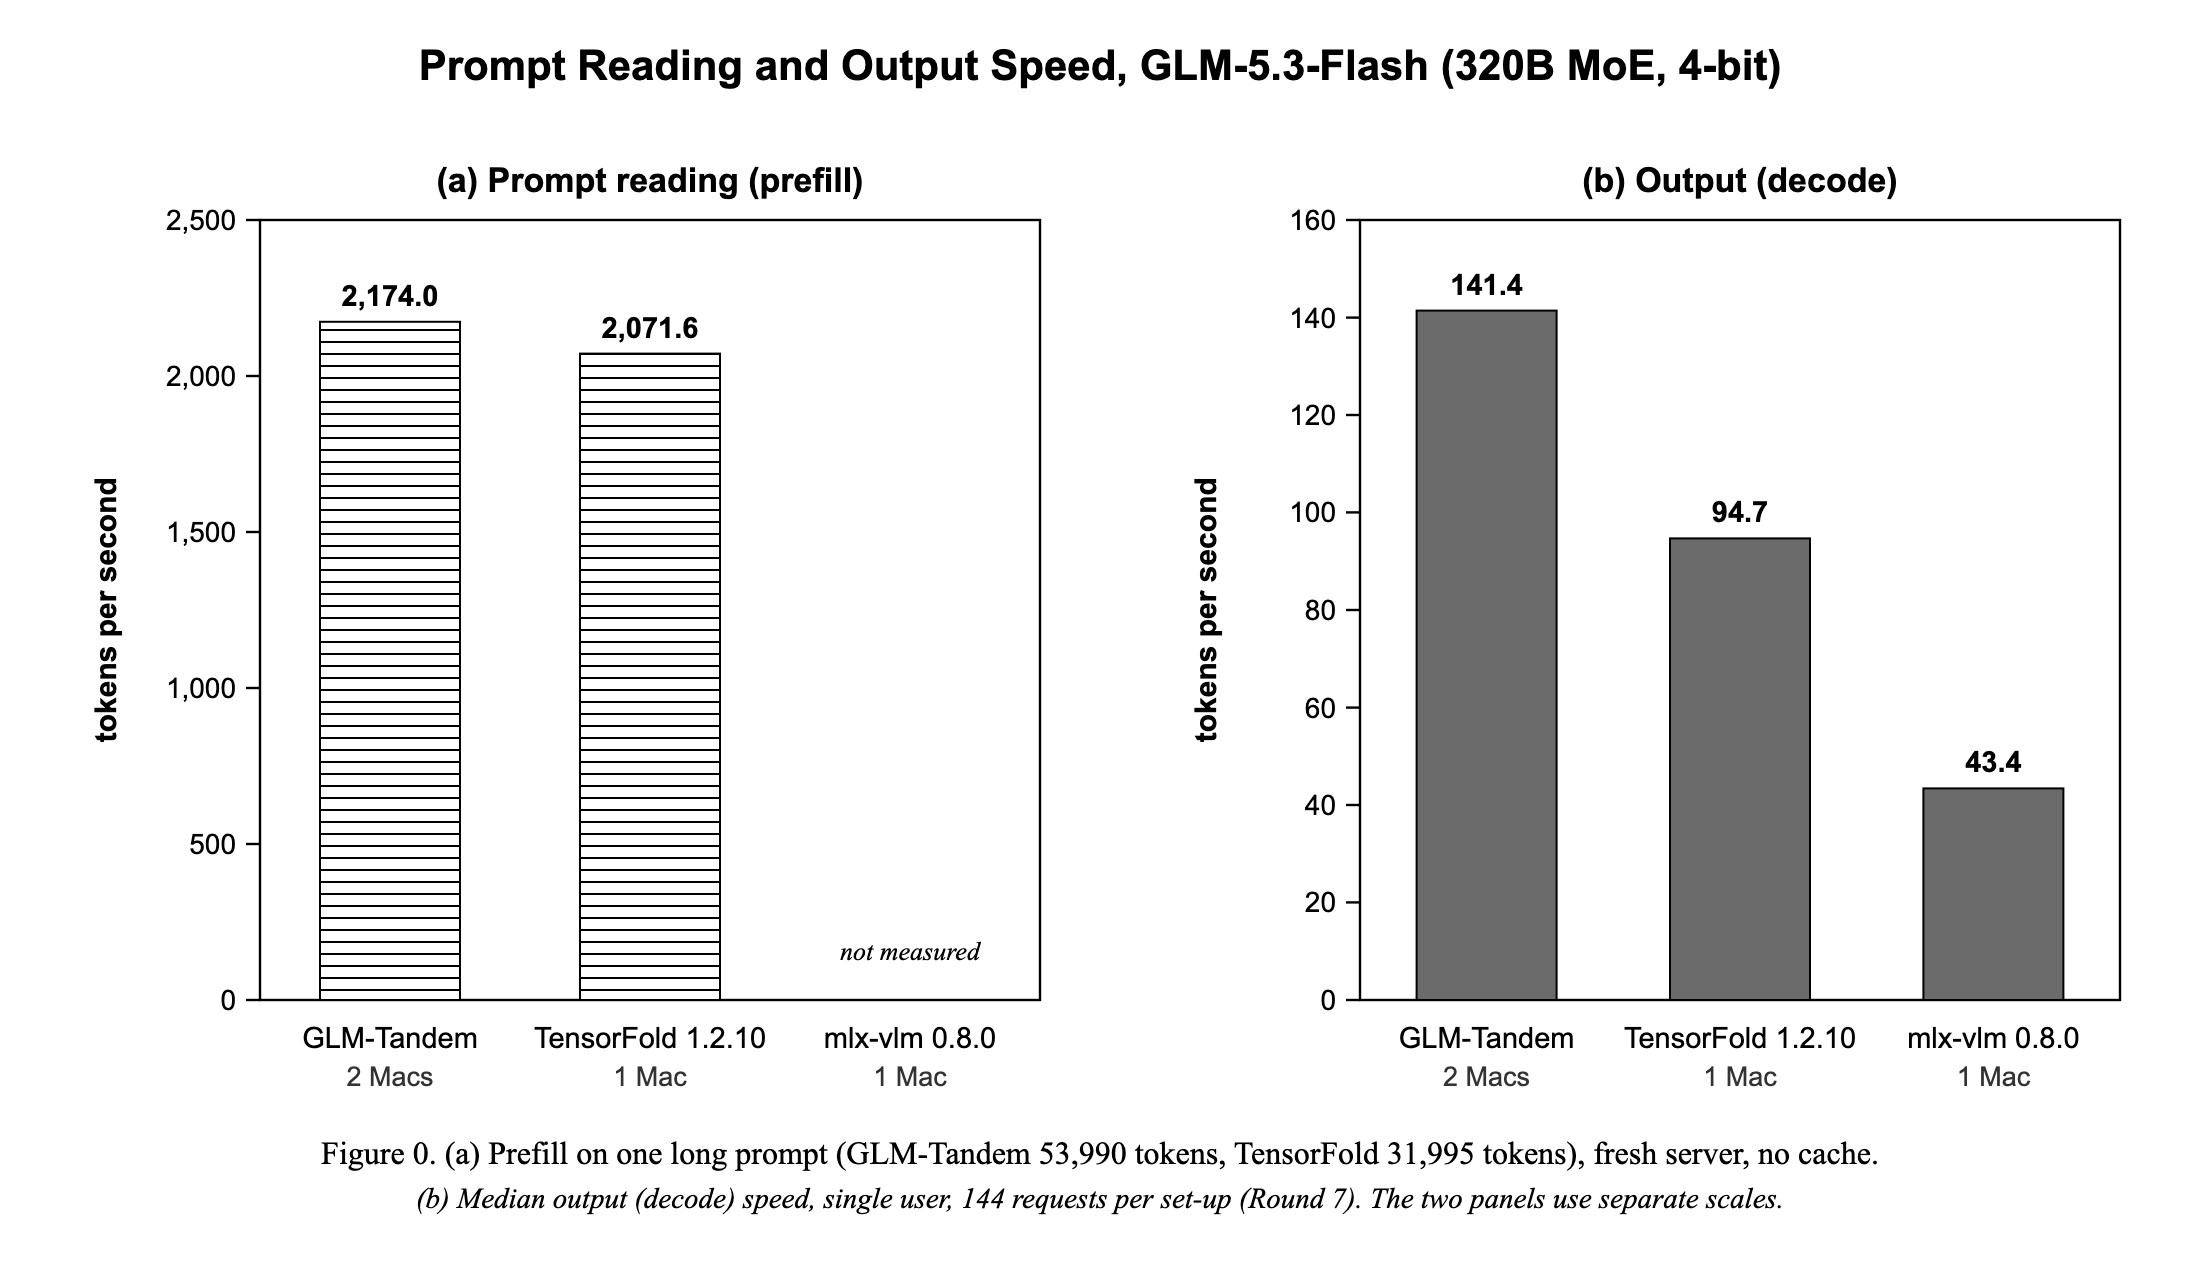 Prompt Reading and Output Speed, GLM-5.3-Flash (320B MoE, 4-bit)
(a) Prompt reading (prefill)
tokens per second
2,500
2,000
1,500
1,000
500
0
2,174.0
2,071.6
not measured
GLM-Tandem
2 Macs
TensorFold 1.2.10
1 Mac
mlx-vlm 0.8.0
1 Mac
(b) Output (decode)
tokens per second
160
140
120
100
80
60
40
20
0
141.4
94.7
43.4
GLM-Tandem
2 Macs
TensorFold 1.2.10
1 Mac
mlx-vlm 0.8.0
1 Mac
Figure 0. (a) Prefill on one long prompt (GLM-Tandem 53,990 tokens, TensorFold 31,995 tokens), fresh server, no cache.
(b) Median output (decode) speed, single user, 144 requests per set-up (Round 7). The two panels use separate scales.